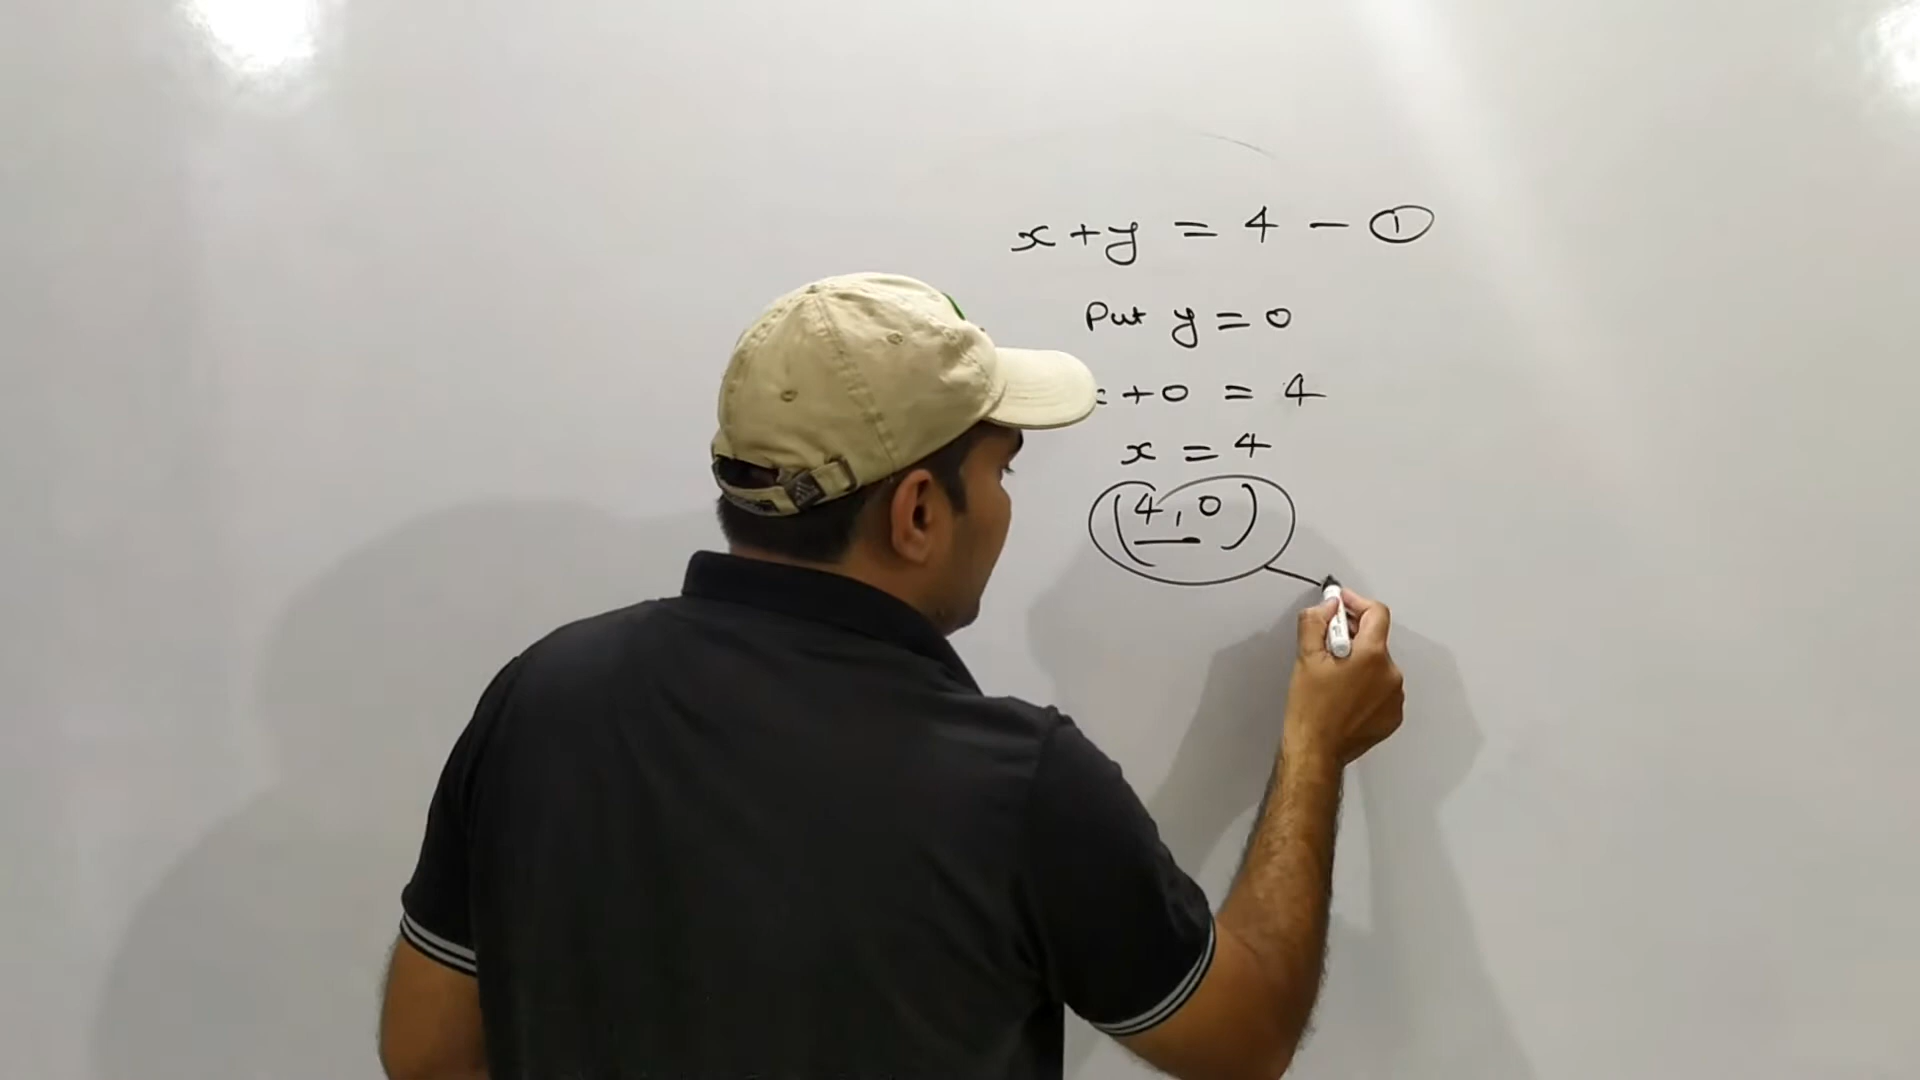 x + y = 4 - ①
Put y = 0
+ 0 = 4
x = 4
(4, 0)